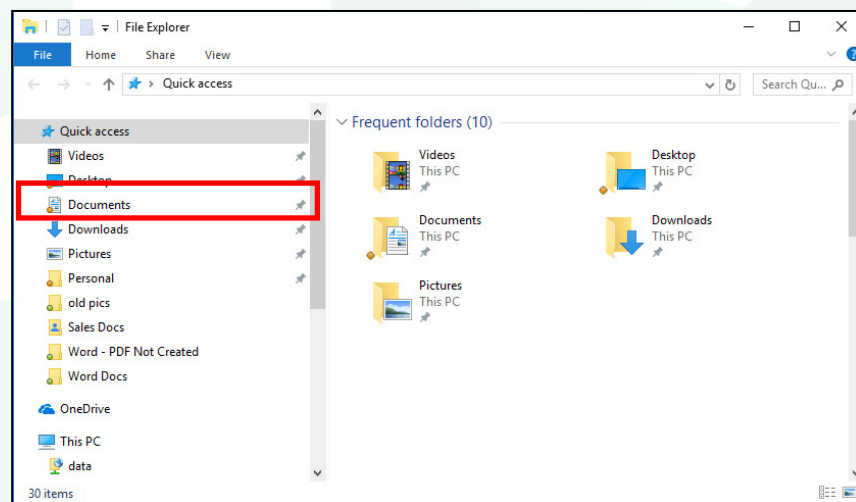 File Explorer
File Home Share View
Quick access
Search Qu...
Quick access
Videos
Desktop
Documents
Downloads
Pictures
Personal
old pics
Sales Docs
Word - PDF Not Created
Word Docs
OneDrive
This PC
data
Frequent folders (10)
Videos
This PC
Desktop
This PC
Documents
This PC
Downloads
This PC
Pictures
This PC
30 items